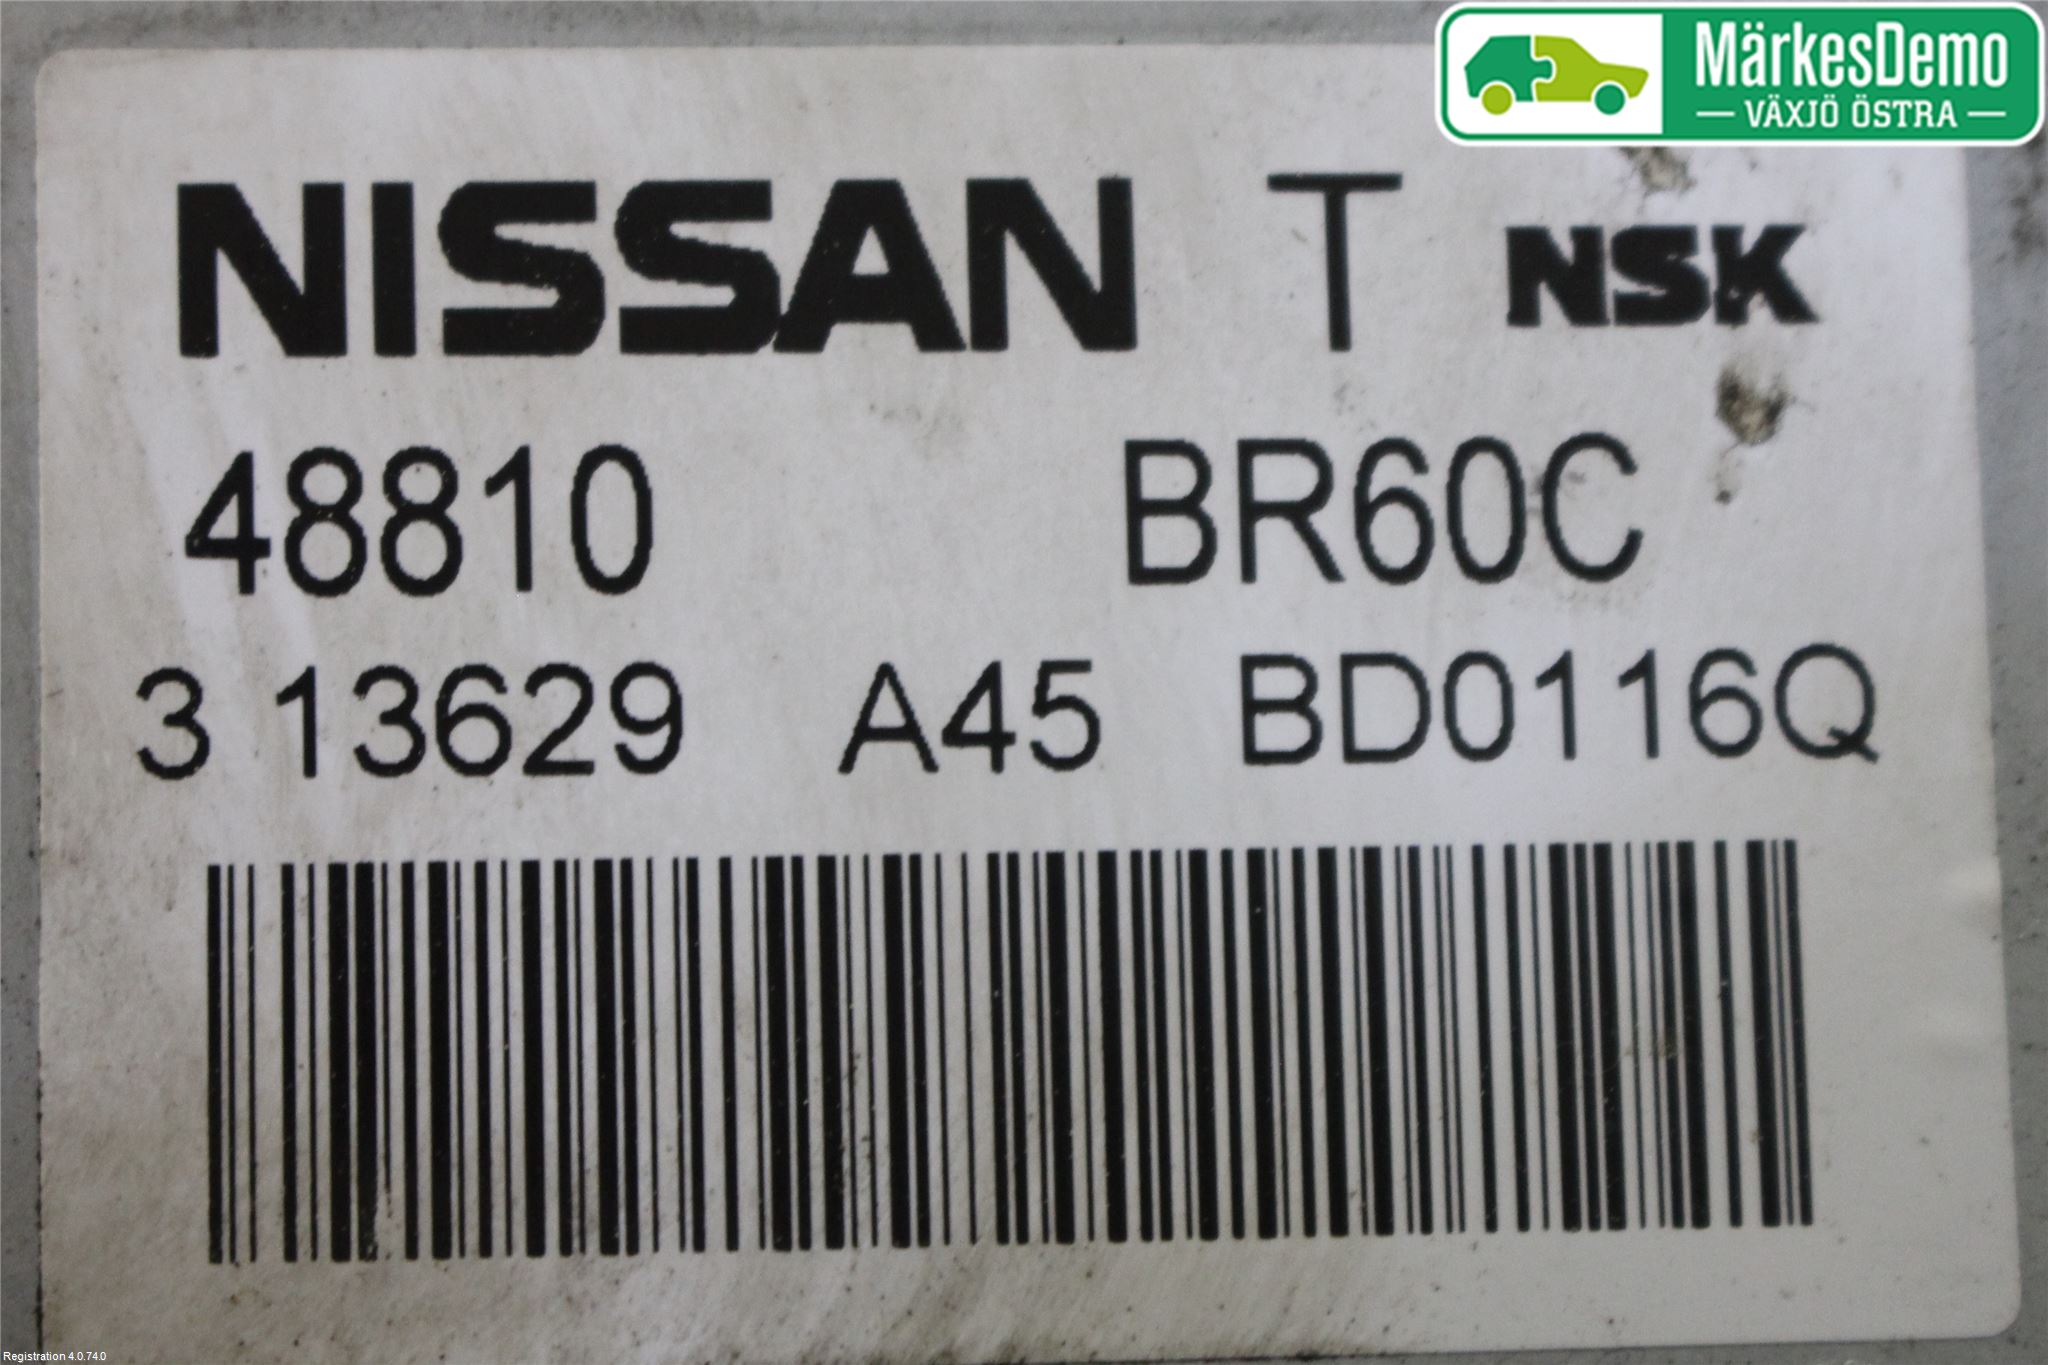 MärkesDemo
VÄXJÖ ÖSTRA
NISSAN T NSK
48810 BR60C
3 13629 A45 BD0116Q
Registration 4.0.74.0